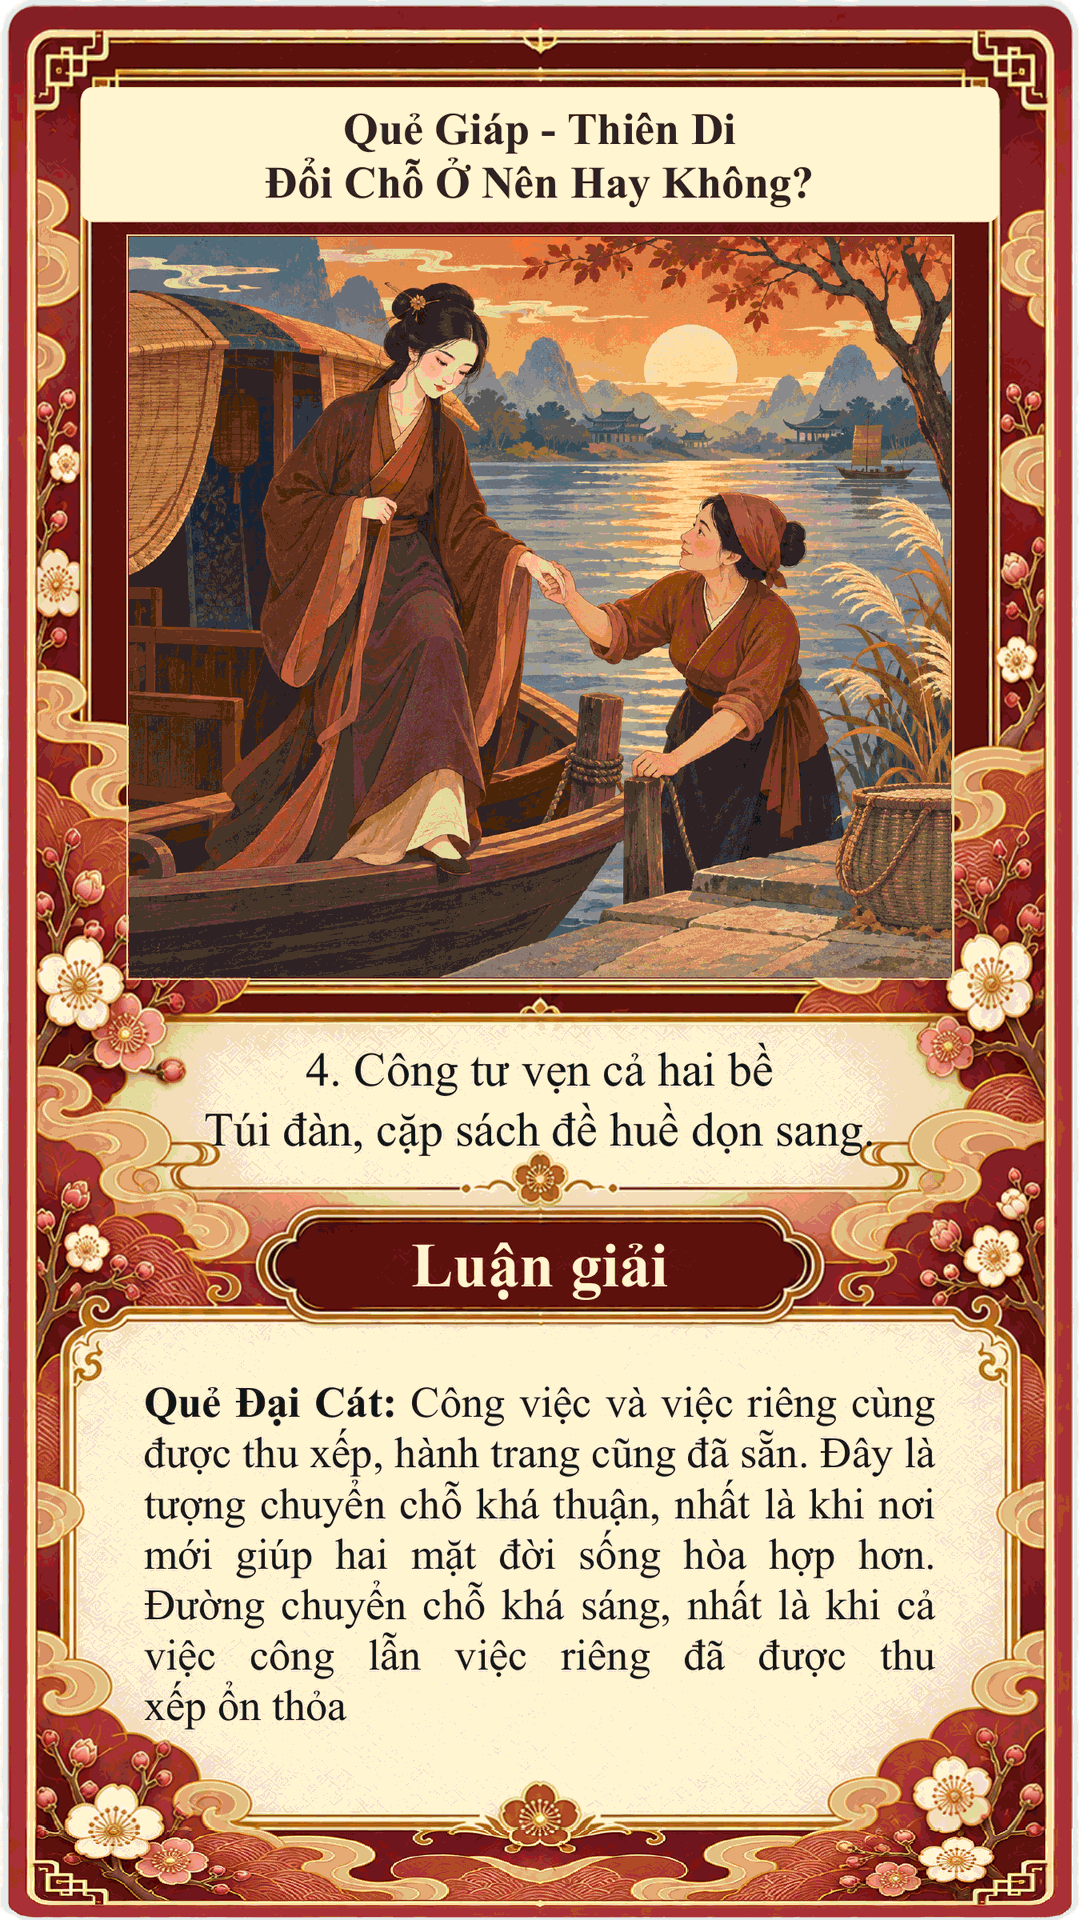 Quẻ Giáp - Thiên Di
Đổi Chỗ Ở Nên Hay Không?
4. Công tư vẹn cả hai bề
Túi đàn, cặp sách đề huề dọn sang.
Luận giải
Quẻ Đại Cát: Công việc và việc riêng cùng
được thu xếp, hành trang cũng đã sẵn. Đây là
tượng chuyển chỗ khá thuận, nhất là khi nơi
mới giúp hai mặt đời sống hòa hợp hơn.
Đường chuyển chỗ khá sáng, nhất là khi cả
việc công lẫn việc riêng đã được thu
xếp ổn thỏa